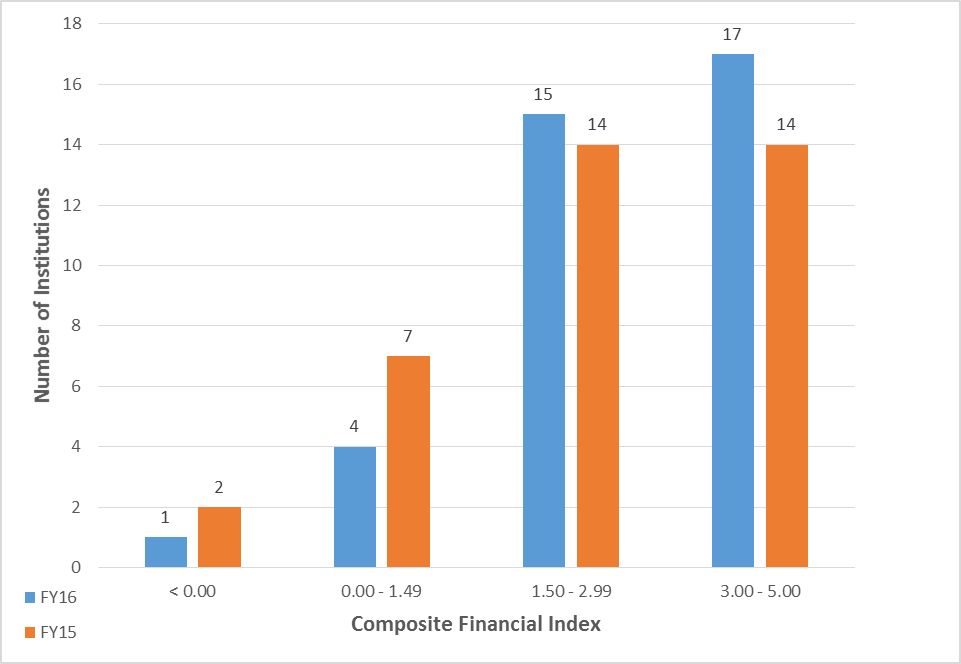 18
16
14
12
10
8
6
4
2
0
Number of Institutions
1
2
4
7
15
14
17
14
< 0.00
0.00 - 1.49
1.50 - 2.99
3.00 - 5.00
Composite Financial Index
FY16
FY15